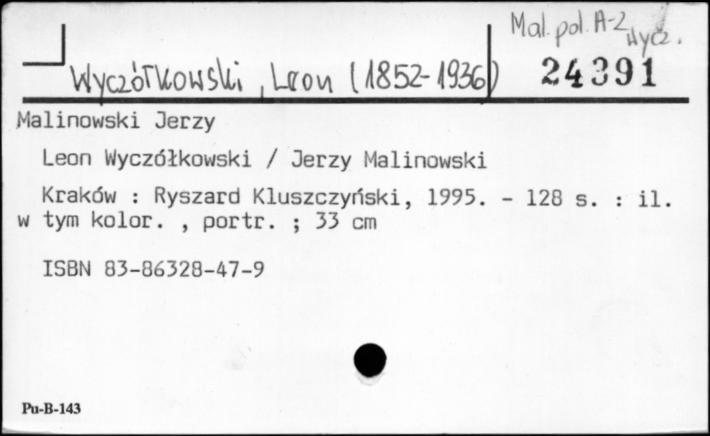 Mal. pol. A-2
Wycz.
Wyczółkowski, Leon (1852-1936)
24391
Malinowski Jerzy
Leon Wyczółkowski / Jerzy Malinowski
Kraków : Ryszard Kluszczyński, 1995. - 128 s. : il.
w tym kolor. , portr. ; 33 cm
ISBN 83-86328-47-9
Pu-B-143